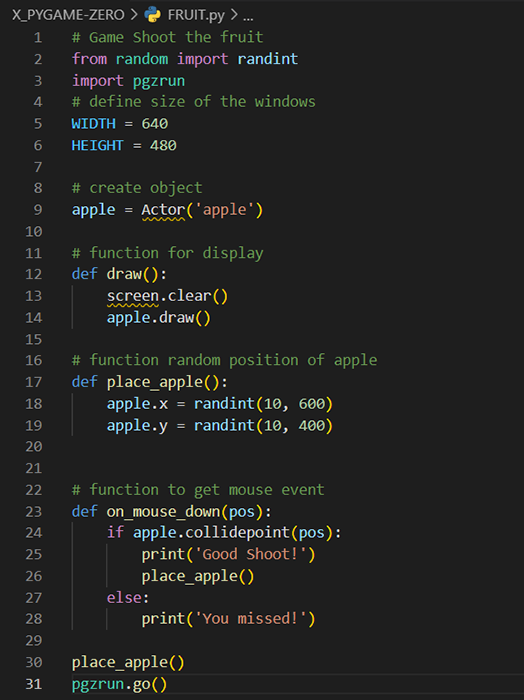 X_PYGAME-ZERO > FRUIT.py > ...
1 # Game Shoot the fruit
2 from random import randint
3 import pgzrun
4 # define size of the windows
5 WIDTH = 640
6 HEIGHT = 480
7
8 # create object
9 apple = Actor('apple')
10
11 # function for display
12 def draw():
13     screen.clear()
14     apple.draw()
15
16 # function random position of apple
17 def place_apple():
18     apple.x = randint(10, 600)
19     apple.y = randint(10, 400)
20
21
22 # function to get mouse event
23 def on_mouse_down(pos):
24     if apple.collidepoint(pos):
25         print('Good Shoot!')
26         place_apple()
27     else:
28         print('You missed!')
29
30 place_apple()
31 pgzrun.go()